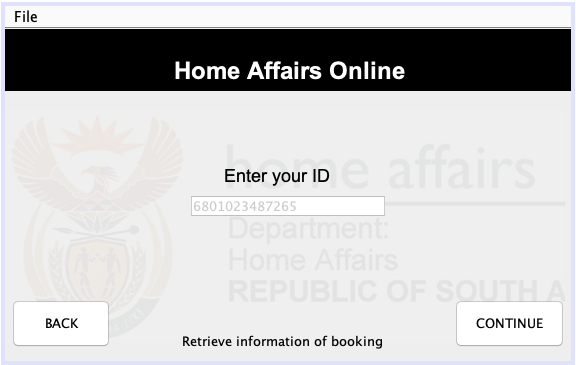 File
Home Affairs Online
home affairs
Enter your ID
6801023487265
Department:
Home Affairs
REPUBLIC OF SOUTH A
BACK
CONTINUE
Retrieve information of booking